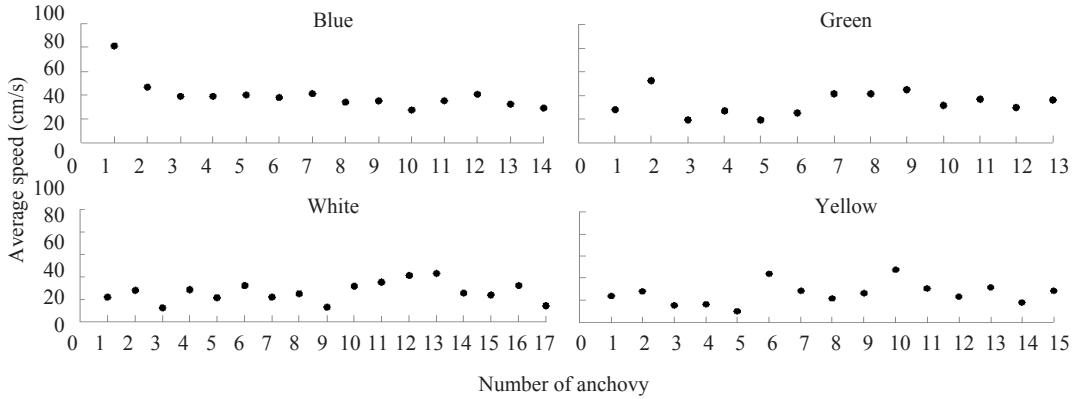 Blue
Green
100
80
60
40
20
0
0 1 2 3 4 5 6 7 8 9 10 11 12 13 14
0 1 2 3 4 5 6 7 8 9 10 11 12 13
White
Yellow
100
80
60
40
20
0
0 1 2 3 4 5 6 7 8 9 10 11 12 13 14 15 16 17
0 1 2 3 4 5 6 7 8 9 10 11 12 13 14 15
Average speed (cm/s)
Number of anchovy